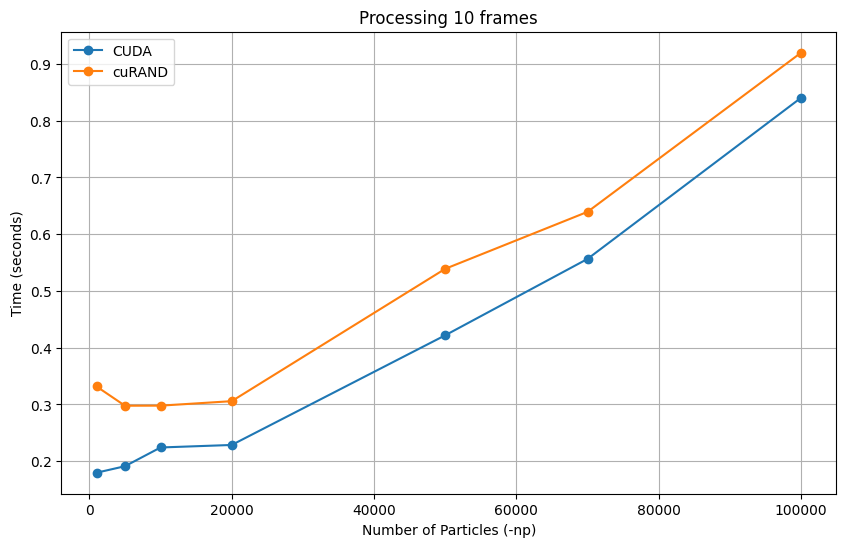 Processing 10 frames
CUDA
cuRAND
0.9
0.8
0.7
0.6
0.5
0.4
0.3
0.2
Time (seconds)
0 20000 40000 60000 80000 100000
Number of Particles (-np)